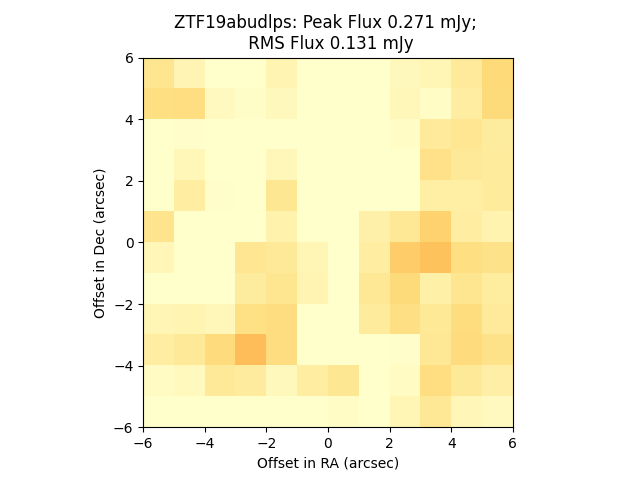 ZTF19abudlps: Peak Flux 0.271 mJy;
RMS Flux 0.131 mJy
6
4
2
0
−2
−4
−6
Offset in Dec (arcsec)
−6 −4 −2 0 2 4 6
Offset in RA (arcsec)